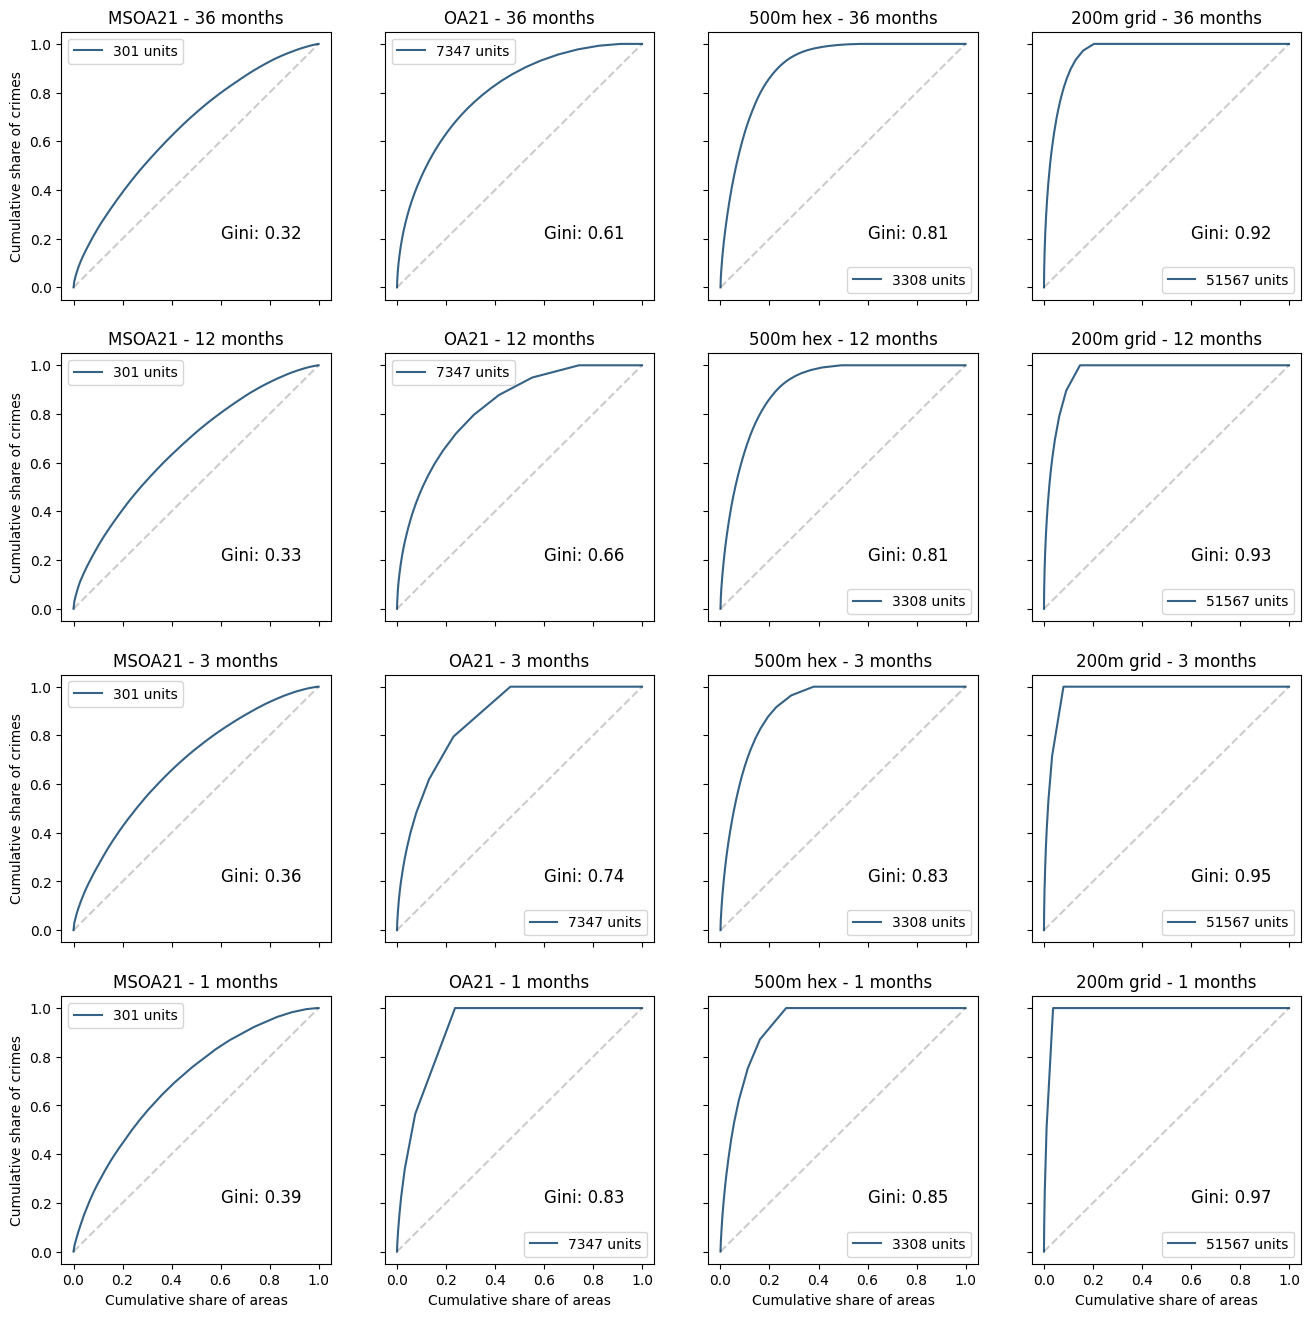 MSOA21 - 36 months
OA21 - 36 months
500m hex - 36 months
200m grid - 36 months
1.0
0.8
0.6
0.4
0.2
0.0
Cumulative share of crimes
301 units
Gini: 0.32
7347 units
Gini: 0.61
Gini: 0.81
3308 units
Gini: 0.92
51567 units
MSOA21 - 12 months
OA21 - 12 months
500m hex - 12 months
200m grid - 12 months
1.0
0.8
0.6
0.4
0.2
0.0
Cumulative share of crimes
301 units
Gini: 0.33
7347 units
Gini: 0.66
Gini: 0.81
3308 units
Gini: 0.93
51567 units
MSOA21 - 3 months
OA21 - 3 months
500m hex - 3 months
200m grid - 3 months
1.0
0.8
0.6
0.4
0.2
0.0
Cumulative share of crimes
301 units
Gini: 0.36
Gini: 0.74
7347 units
Gini: 0.83
3308 units
Gini: 0.95
51567 units
MSOA21 - 1 months
OA21 - 1 months
500m hex - 1 months
200m grid - 1 months
1.0
0.8
0.6
0.4
0.2
0.0
Cumulative share of crimes
301 units
Gini: 0.39
Gini: 0.83
7347 units
Gini: 0.85
3308 units
Gini: 0.97
51567 units
0.0 0.2 0.4 0.6 0.8 1.0
0.0 0.2 0.4 0.6 0.8 1.0
0.0 0.2 0.4 0.6 0.8 1.0
0.0 0.2 0.4 0.6 0.8 1.0
Cumulative share of areas
Cumulative share of areas
Cumulative share of areas
Cumulative share of areas